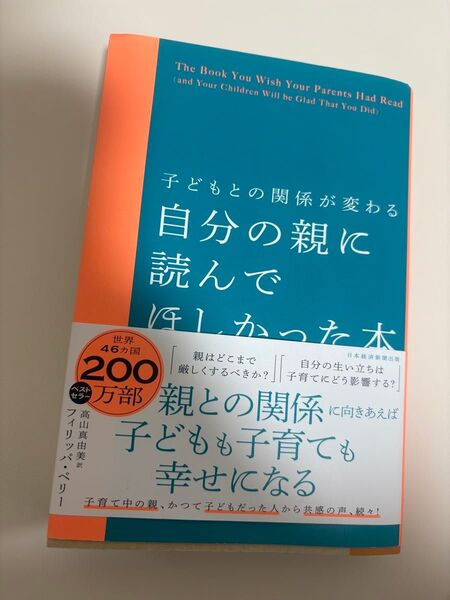 The Book You Wish Your Parents Had Read
(and Your Children Will be Glad That You Did)
子どもとの関係が変わる
自分の親に
読んで
ほしかった本
日本経済新聞出版
世界
46カ国
200
万部
ベスト
セラー
「親はどこまで
厳しくするべきか?」
「自分の生い立ちは
子育てにどう影響する?」
親との関係に向きあえば
子どもも子育ても
幸せになる
高山真由美 訳
フィリッパ・ペリー
子育て中の親、かつて子どもだった人から共感の声、続々!